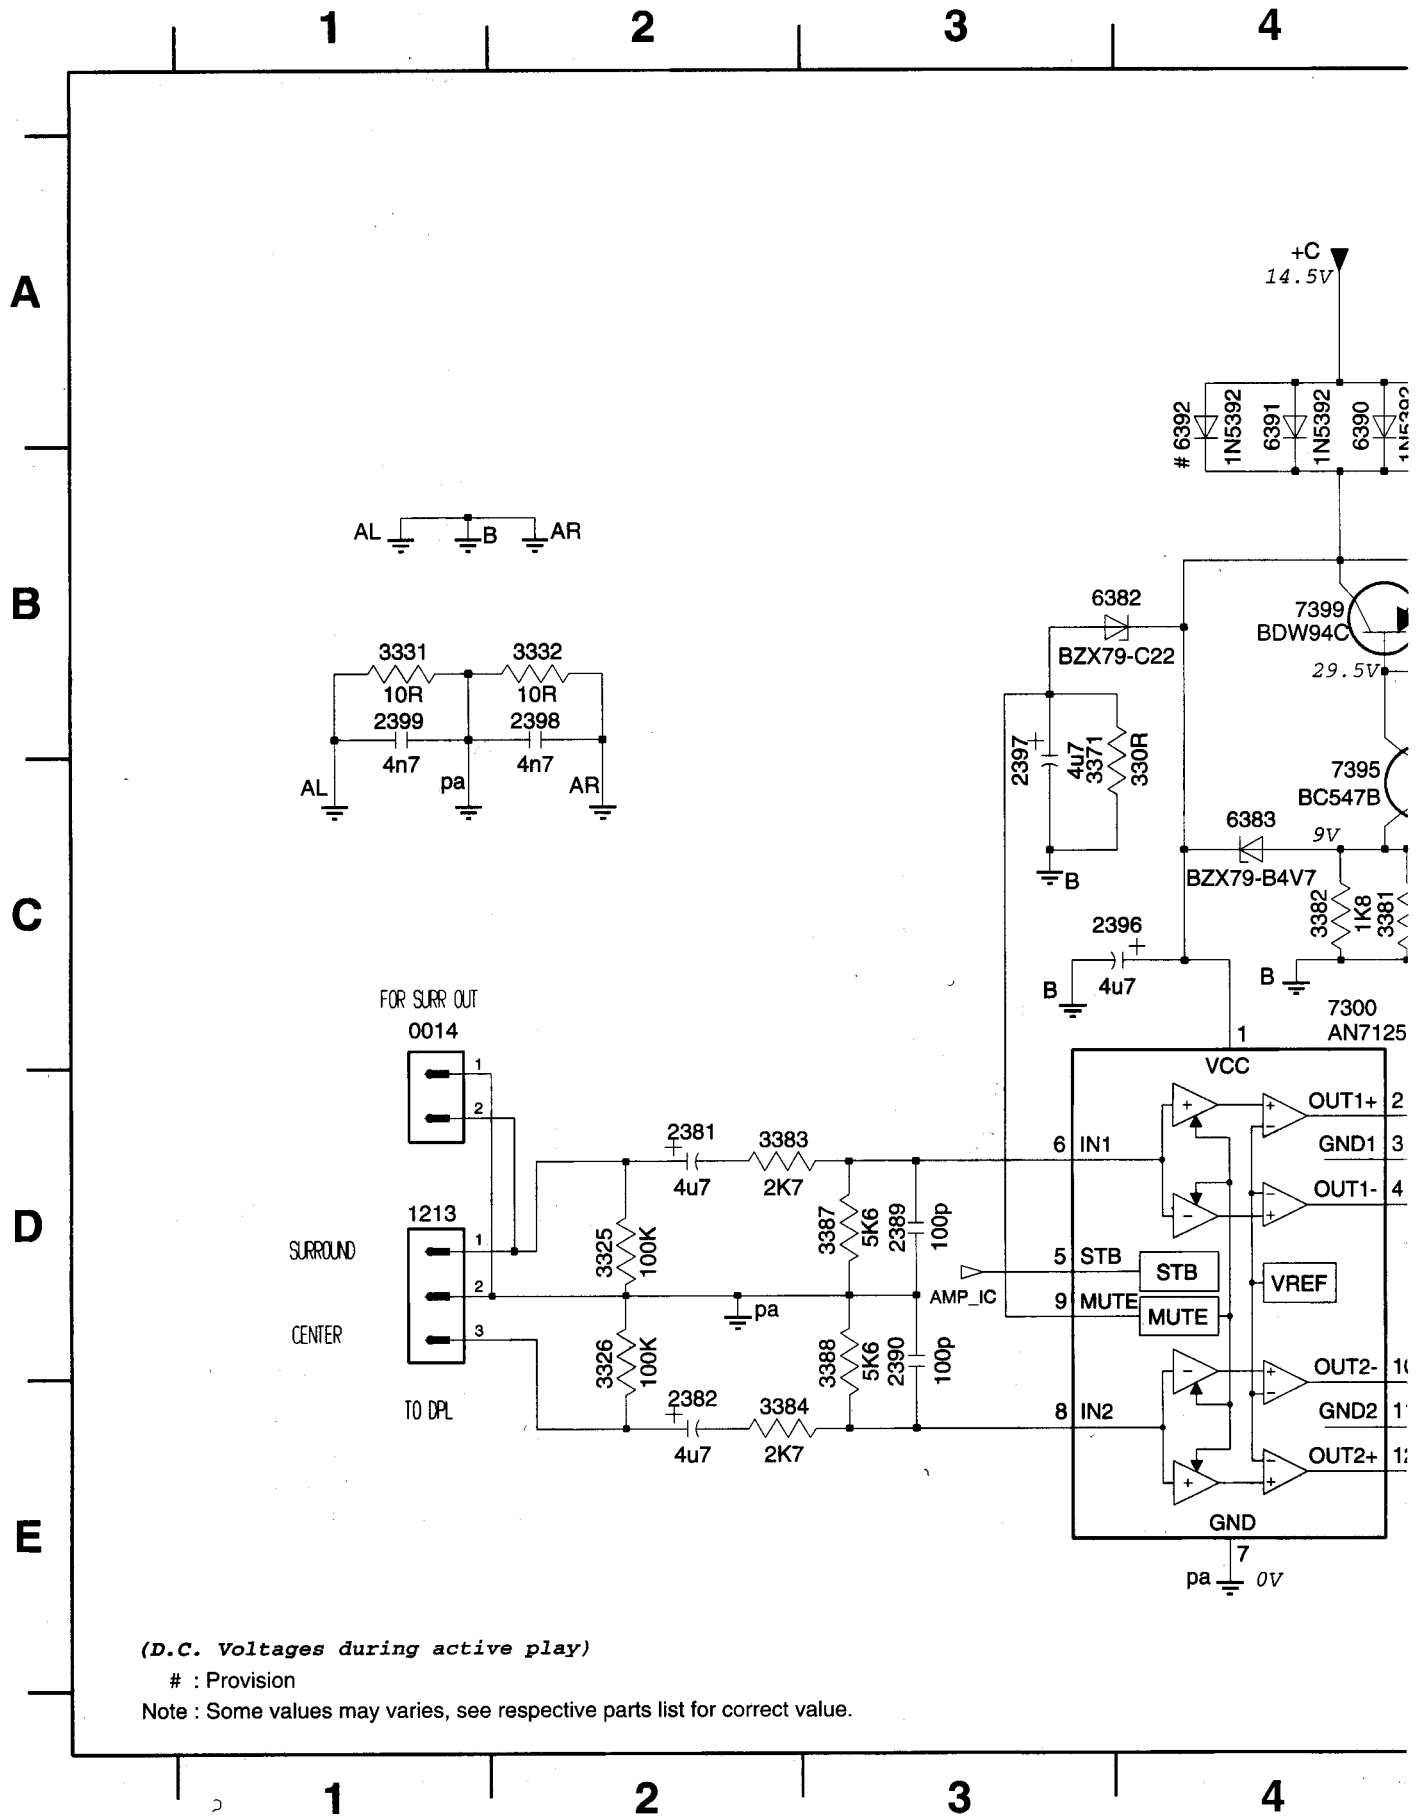 1 2 3 4
A
+C
14.5V
# 6392
1N5392
6391
1N5392
6390
1N5392
AL B AR
B
6382
BZX79-C22
7399
BDW94C
29.5V
3331 3332
10R 10R
2399 2398
4n7 4n7
AL pa AR
2397
+
4u7
3371
330R
7395
BC547B
6383
9V
BZX79-B4V7
B
C
3382
1K8
3381
2396
+
4u7
B
B
FOR SURR OUT
0014
1
2
7300
AN7125
1
VCC
OUT1+ 2
+ + -
2381
+
4u7
3383
2K7
6 IN1
GND1 3
OUT1- 4
- - +
D
1213
SURROUND
1
2
CENTER
3
TO DPL
3325
100K
3387
5K6
2389
100p
pa
AMP_IC
5 STB
STB
VREF
9 MUTE
MUTE
3326
100K
3388
5K6
2390
100p
- + -
OUT2- 10
2382
+
4u7
3384
2K7
8 IN2
GND2
OUT2+
+ - +
GND
7
pa 0V
E
(D.C. Voltages during active play)
# : Provision
Note : Some values may varies, see respective parts list for correct value.
1 2 3 4